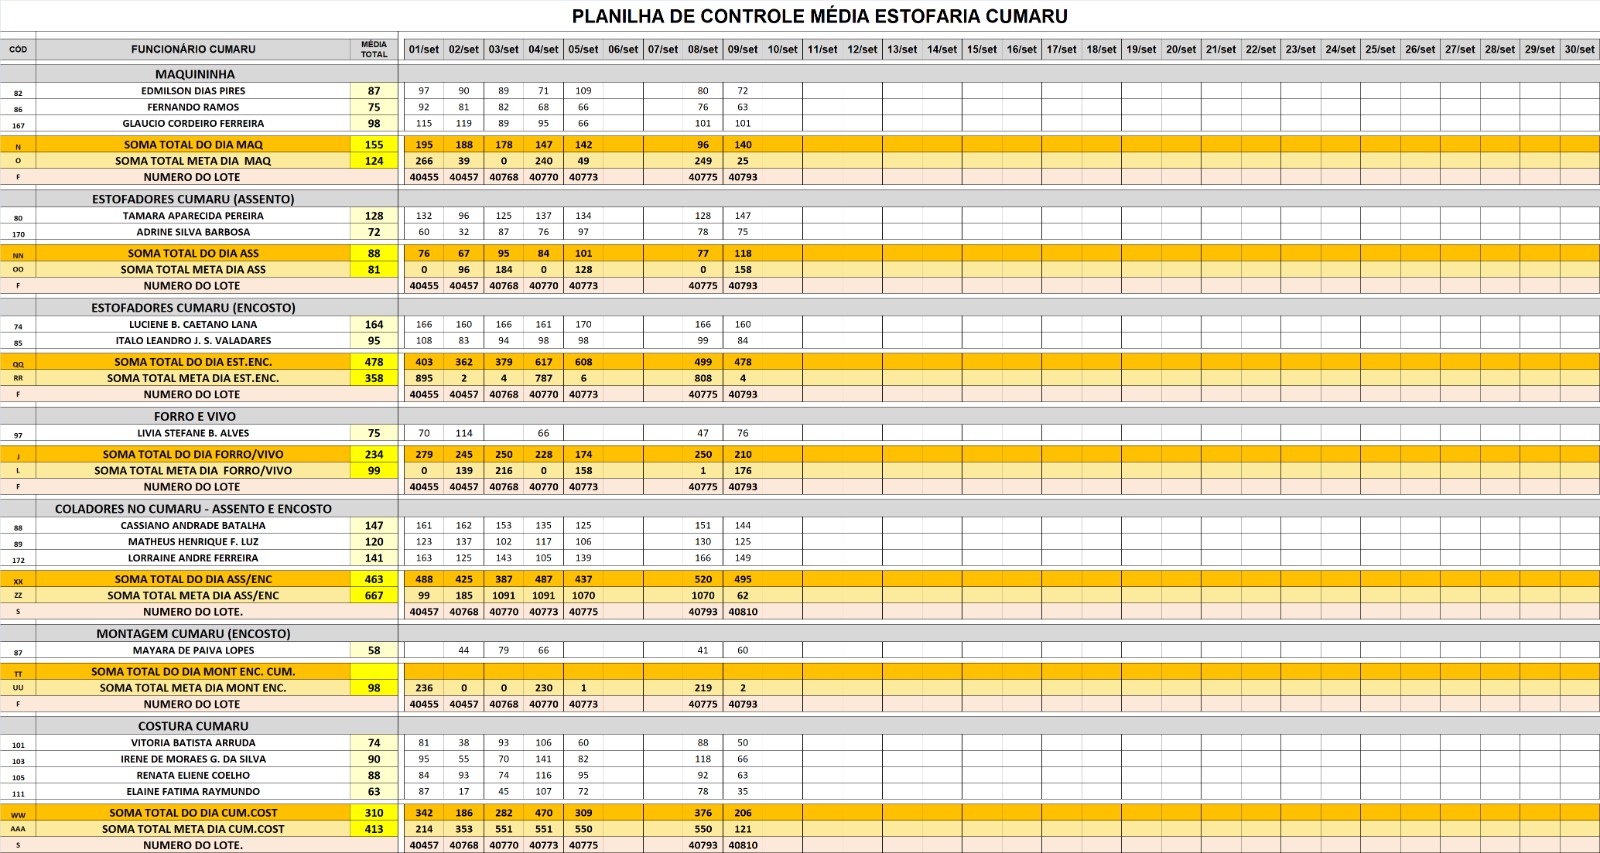 PLANILHA DE CONTROLE MÉDIA ESTOFARIA CUMARU
CÓD FUNCIONÁRIO CUMARU MÉDIA TOTAL 01/set 02/set 03/set 04/set 05/set 06/set 07/set 08/set 09/set 10/set 11/set 12/set 13/set 14/set 15/set 16/set 17/set 18/set 19/set 20/set 21/set 22/set 23/set 24/set 25/set 26/set 27/set 28/set 29/set 30/set
MAQUININHA
82 EDMILSON DIAS PIRES 87 97 90 89 71 109 80 72
86 FERNANDO RAMOS 75 92 81 82 68 66 76 63
167 GLAUCIO CORDEIRO FERREIRA 98 115 119 89 95 66 101 101
N SOMA TOTAL DO DIA MAQ 155 195 188 178 147 142 96 140
O SOMA TOTAL META DIA MAQ 124 266 39 0 240 49 249 25
F NUMERO DO LOTE 40455 40457 40768 40770 40773 40775 40793
ESTOFADORES CUMARU (ASSENTO)
80 TAMARA APARECIDA PEREIRA 128 132 96 125 137 134 128 147
170 ADRINE SILVA BARBOSA 72 60 32 87 76 97 78 75
NN SOMA TOTAL DO DIA ASS 88 76 67 95 84 101 77 118
OO SOMA TOTAL META DIA ASS 81 0 96 184 0 128 0 158
F NUMERO DO LOTE 40455 40457 40768 40770 40773 40775 40793
ESTOFADORES CUMARU (ENCOSTO)
74 LUCIENE B. CAETANO LANA 164 166 160 166 161 170 166 160
85 ITALO LEANDRO J. S. VALADARES 95 108 83 94 98 98 99 84
QQ SOMA TOTAL DO DIA EST.ENC. 478 403 362 379 617 608 499 478
RR SOMA TOTAL META DIA EST.ENC. 358 895 2 4 787 6 808 4
F NUMERO DO LOTE 40455 40457 40768 40770 40773 40775 40793
FORRO E VIVO
97 LIVIA STEFANE B. ALVES 75 70 114 66 47 76
J SOMA TOTAL DO DIA FORRO/VIVO 234 279 245 250 228 174 250 210
L SOMA TOTAL META DIA FORRO/VIVO 99 0 139 216 0 158 1 176
F NUMERO DO LOTE 40455 40457 40768 40770 40773 40775 40793
COLADORES NO CUMARU - ASSENTO E ENCOSTO
88 CASSIANO ANDRADE BATALHA 147 161 162 153 135 125 151 144
89 MATHEUS HENRIQUE F. LUZ 120 123 137 102 117 106 130 125
172 LORRAINE ANDRE FERREIRA 141 163 125 143 105 139 166 149
XX SOMA TOTAL DO DIA ASS/ENC 463 488 425 387 487 437 520 495
ZZ SOMA TOTAL META DIA ASS/ENC 667 99 185 1091 1091 1070 1070 62
S NUMERO DO LOTE. 40457 40768 40770 40773 40775 40793 40810
MONTAGEM CUMARU (ENCOSTO)
87 MAYARA DE PAIVA LOPES 58 44 79 66 41 60
TT SOMA TOTAL DO DIA MONT ENC. CUM.
UU SOMA TOTAL META DIA MONT ENC. 98 236 0 0 230 1 219 2
F NUMERO DO LOTE 40455 40457 40768 40770 40773 40775 40793
COSTURA CUMARU
101 VITORIA BATISTA ARRUDA 74 81 38 93 106 60 88 50
103 IRENE DE MORAES G. DA SILVA 90 95 55 70 141 82 118 66
105 RENATA ELIENE COELHO 88 84 93 74 116 95 92 63
111 ELAINE FATIMA RAYMUNDO 63 87 17 45 107 72 78 35
WW SOMA TOTAL DO DIA CUM.COST 310 342 186 282 470 309 376 206
AAA SOMA TOTAL META DIA CUM.COST 413 214 353 551 551 550 550 121
S NUMERO DO LOTE. 40457 40768 40770 40773 40775 40793 40810